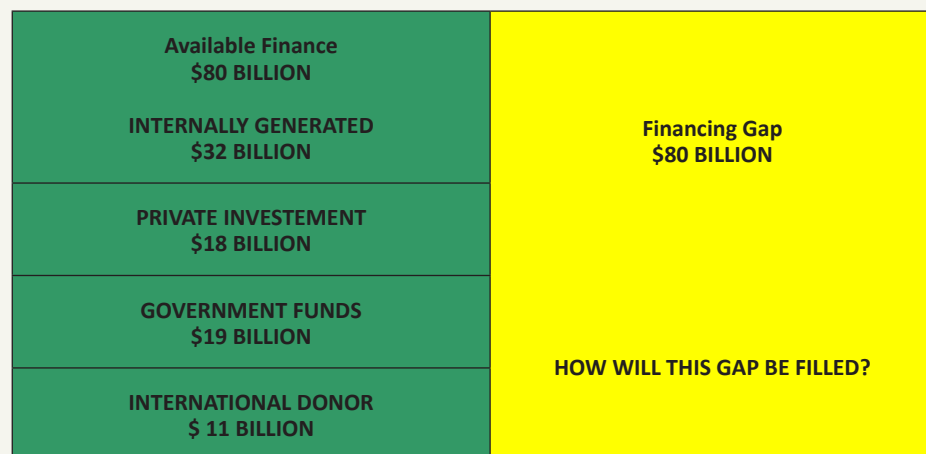 Available Finance
$80 BILLION
INTERNALLY GENERATED
$32 BILLION
PRIVATE INVESTEMENT
$18 BILLION
GOVERNMENT FUNDS
$19 BILLION
INTERNATIONAL DONOR
$ 11 BILLION
Financing Gap
$80 BILLION
HOW WILL THIS GAP BE FILLED?